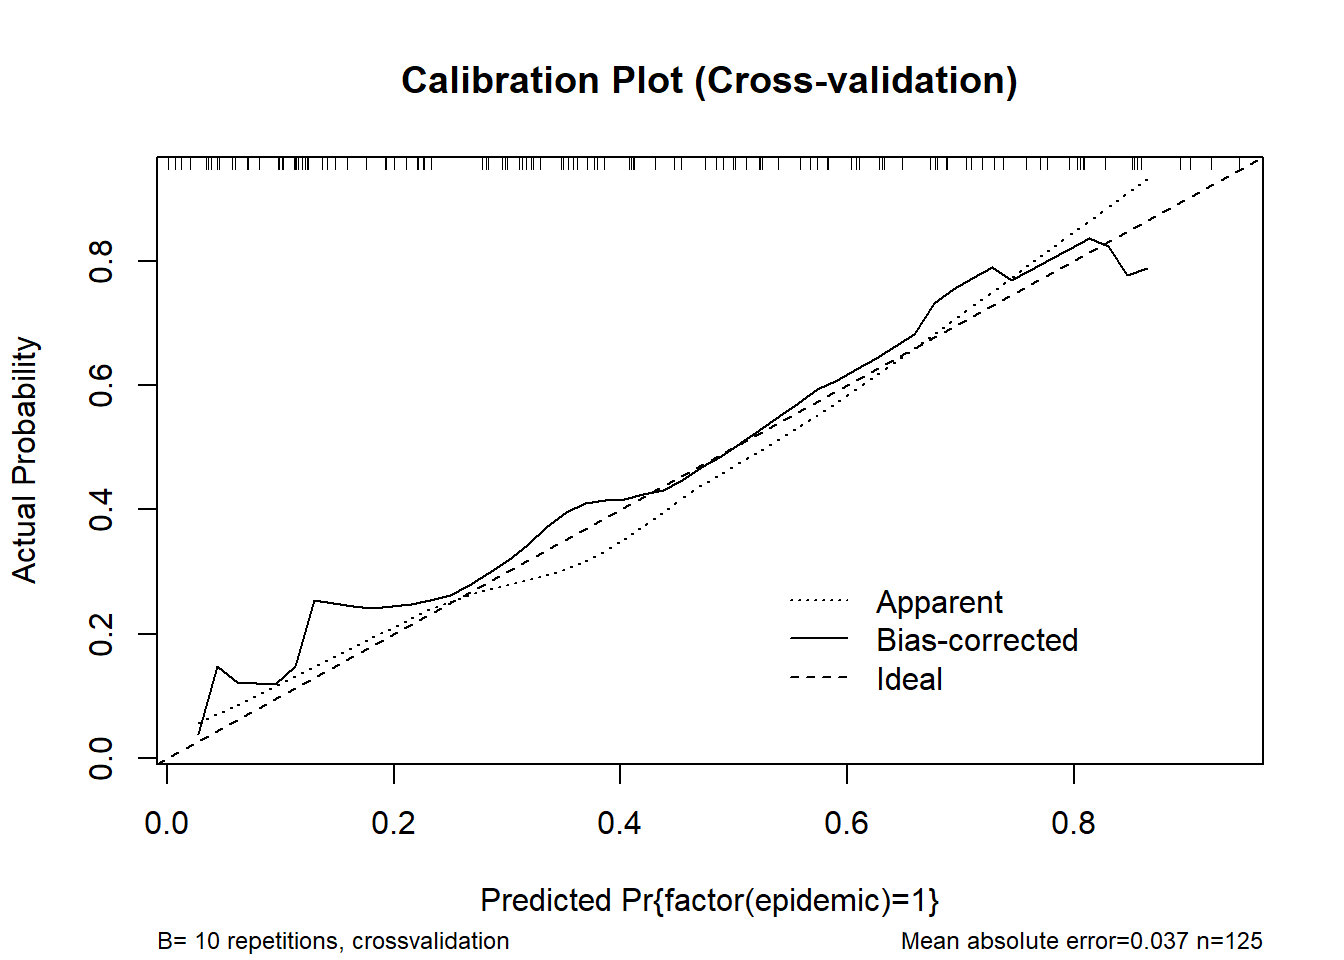 Calibration Plot (Cross-validation)
Actual Probability
0.8
0.6
0.4
0.2
0.0
Apparent
Bias-corrected
Ideal
0.0 0.2 0.4 0.6 0.8
Predicted Pr{factor(epidemic)=1}
B= 10 repetitions, crossvalidation
Mean absolute error=0.037 n=125